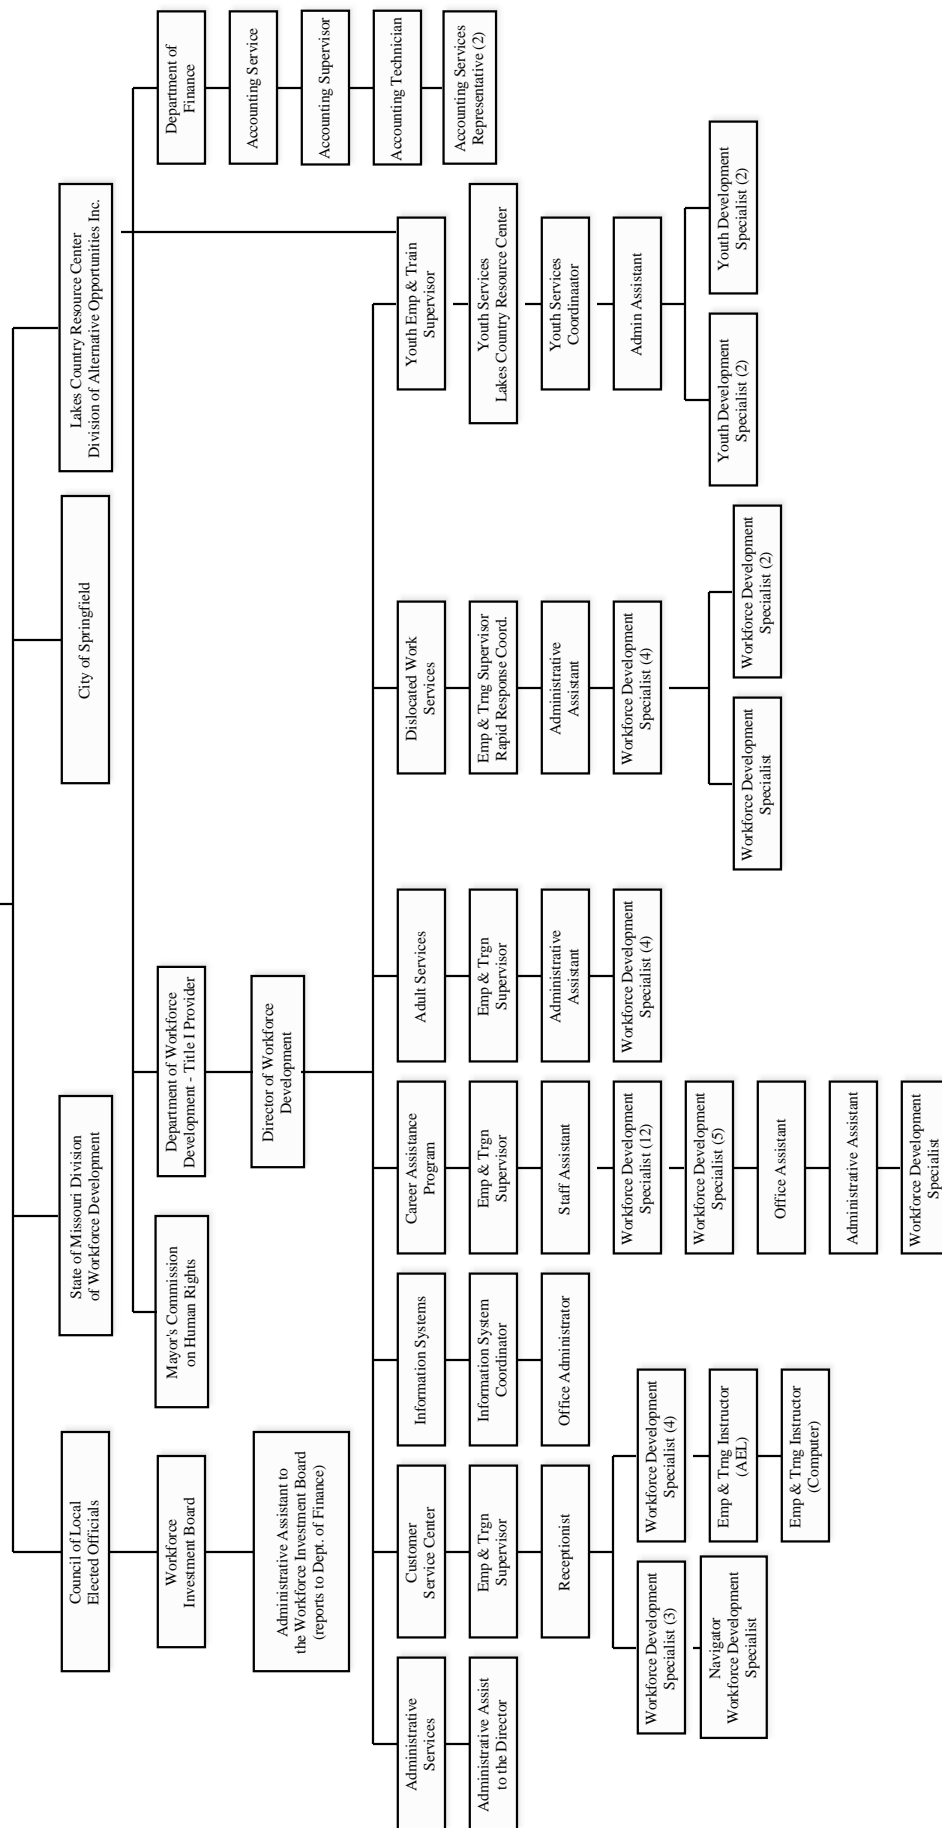 Council of Local
Elected Officials
State of Missouri Division
of Workforce Development
City of Springfield
Lakes Country Resource Center
Division of Alternative Opportunities Inc.
Workforce
Investment Board
Mayor's Commission
on Human Rights
Department of Workforce
Development - Title I Provider
Department of
Finance
Administrative Assistant to
the Workforce Investment Board
(reports to Dept. of Finance)
Director of Workforce
Development
Accounting Service
Accounting Supervisor
Accounting Technician
Accounting Services
Representative (2)
Administrative
Services
Administrative Assist
to the Director
Customer
Service Center
Emp & Trgn
Supervisor
Receptionist
Workforce Development
Specialist (3)
Navigator
Workforce Development
Specialist
Workforce Development
Specialist (4)
Emp & Trng Instructor
(AEL)
Emp & Trng Instructor
(Computer)
Information Systems
Information System
Coordinator
Office Administrator
Career Assistance
Program
Emp & Trgn
Supervisor
Staff Assistant
Workforce Development
Specialist (12)
Workforce Development
Specialist (5)
Office Assistant
Administrative Assistant
Workforce Development
Specialist
Adult Services
Emp & Trgn
Supervisor
Administrative
Assistant
Workforce Development
Specialist (4)
Dislocated Work
Services
Emp & Trng Supervisor
Rapid Response Coord.
Administrative
Assistant
Workforce Development
Specialist (4)
Workforce Development
Specialist
Workforce Development
Specialist (2)
Youth Emp & Train
Supervisor
Youth Services
Lakes Country Resource Center
Youth Services
Coordinaator
Admin Assistant
Youth Development
Specialist (2)
Youth Development
Specialist (2)